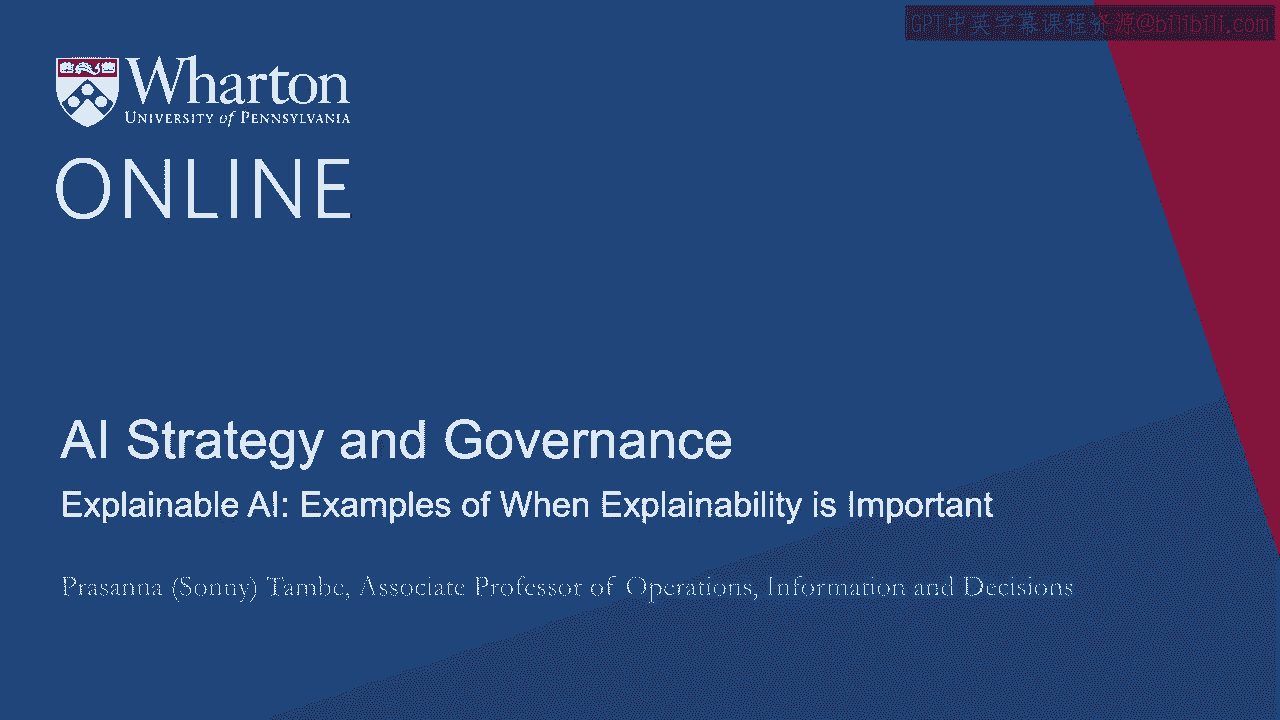 GPT中英字幕课程资源@bilibili.com
Wharton
UNIVERSITY of PENNSYLVANIA
ONLINE
AI Strategy and Governance
Explainable AI: Examples of When Explainability is Important
Prasanna (Sonny) Tambe, Associate Professor of Operations, Information and Decisions